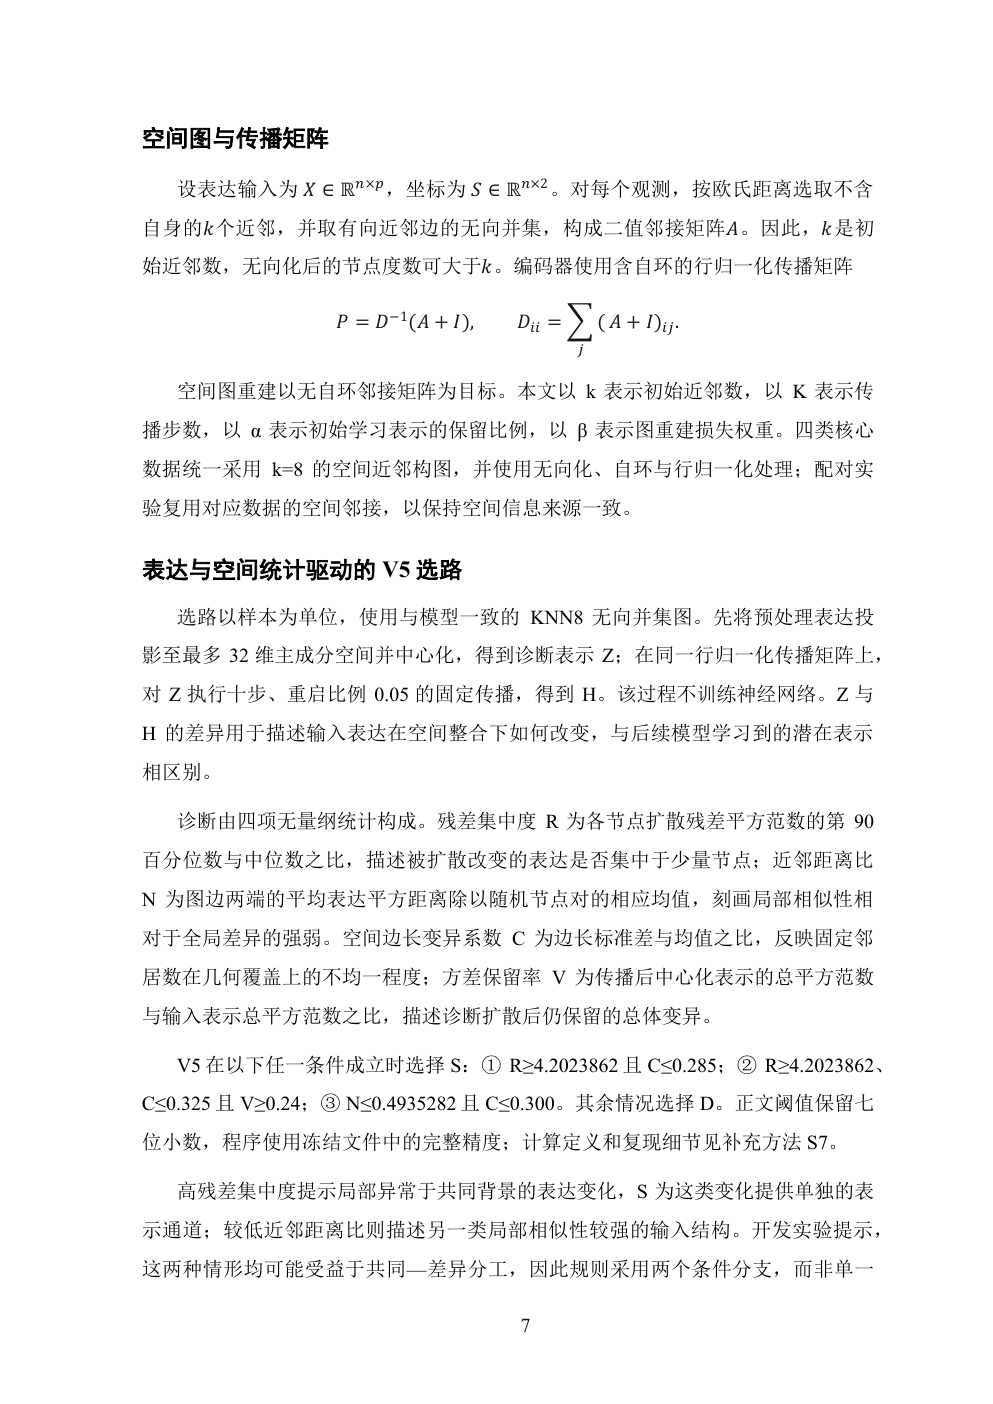 空间图与传播矩阵
设表达输入为 X ∈ ℝⁿˣᵖ，坐标为 S ∈ ℝⁿˣ²。对每个观测，按欧氏距离选取不含
自身的k个近邻，并取有向近邻边的无向并集，构成二值邻接矩阵A。因此，k是初
始近邻数，无向化后的节点度数可大于k。编码器使用含自环的行归一化传播矩阵
P = D⁻¹(A + I), D_{ii} = ∑_j (A + I)_{ij}.
空间图重建以无自环邻接矩阵为目标。本文以 k 表示初始近邻数，以 K 表示传
播步数，以 α 表示初始学习表示的保留比例，以 β 表示图重建损失权重。四类核心
数据统一采用 k=8 的空间近邻构图，并使用无向化、自环与行归一化处理；配对实
验复用对应数据的空间邻接，以保持空间信息来源一致。
表达与空间统计驱动的 V5 选路
选路以样本为单位，使用与模型一致的 KNN8 无向并集图。先将预处理表达投
影至最多 32 维主成分空间并中心化，得到诊断表示 Z；在同一行归一化传播矩阵上，
对 Z 执行十步、重启比例 0.05 的固定传播，得到 H。该过程不训练神经网络。Z 与
H 的差异用于描述输入表达在空间整合下如何改变，与后续模型学习到的潜在表示
相区别。
诊断由四项无量纲统计构成。残差集中度 R 为各节点扩散残差平方范数的第 90
百分位数与中位数之比，描述被扩散改变的表达是否集中于少量节点；近邻距离比
N 为图边两端的平均表达平方距离除以随机节点对的相应均值，刻画局部相似性相
对于全局差异的强弱。空间边长变异系数 C 为边长标准差与均值之比，反映固定邻
居数在几何覆盖上的不均一程度；方差保留率 V 为传播后中心化表示的总平方范数
与输入表示总平方范数之比，描述诊断扩散后仍保留的总体变异。
V5 在以下任一条件成立时选择 S：① R≥4.2023862 且 C≤0.285；② R≥4.2023862、
C≤0.325 且 V≥0.24；③ N≤0.4935282 且 C≤0.300。其余情况选择 D。正文阈值保留七
位小数，程序使用冻结文件中的完整精度；计算定义和复现细节见补充方法 S7。
高残差集中度提示局部异常于共同背景的表达变化，S 为这类变化提供单独的表
示通道；较低近邻距离比则描述另一类局部相似性较强的输入结构。开发实验提示，
这两种情形均可能受益于共同—差异分工，因此规则采用两个条件分支，而非单一
7